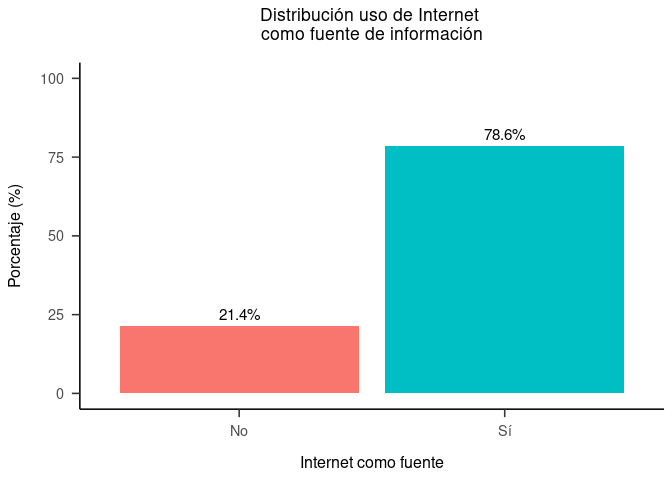 Distribución uso de Internet
como fuente de información
100
75
50
25
0
Porcentaje (%)
21.4%
78.6%
No
Sí
Internet como fuente